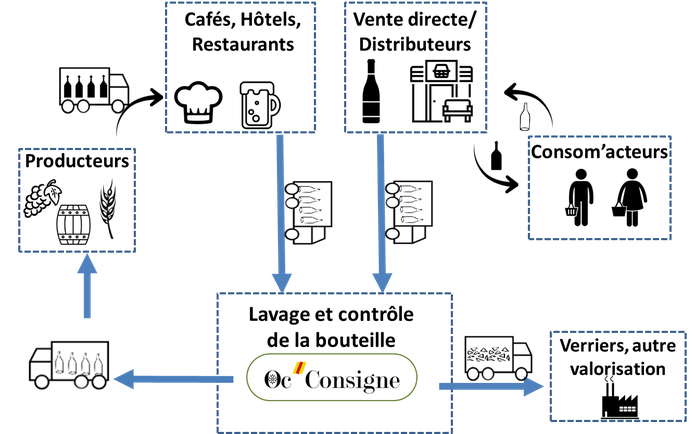 Cafés, Hôtels,
Restaurants
Vente directe/
Distributeurs
Producteurs
Consom'acteurs
Lavage et contrôle
de la bouteille
Oc'Consigne
Verriers, autre
valorisation